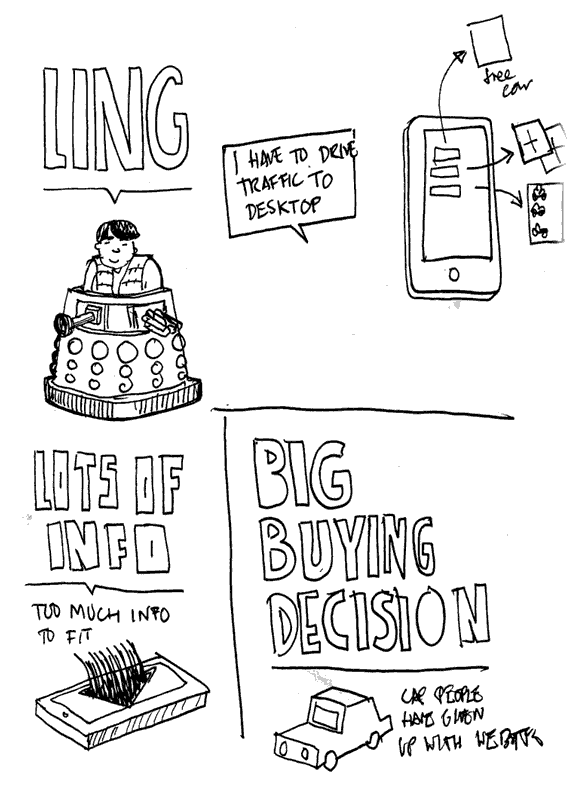 LING
I HAVE TO DRIVE
TRAFFIC TO
DESKTOP
free
LOTS OF
INFO
TOO MUCH INFO
TO FIT
BIG
BUYING
DECISION
CAR PEOPLE
HAVE GIVEN
UP WITH WEBSITES